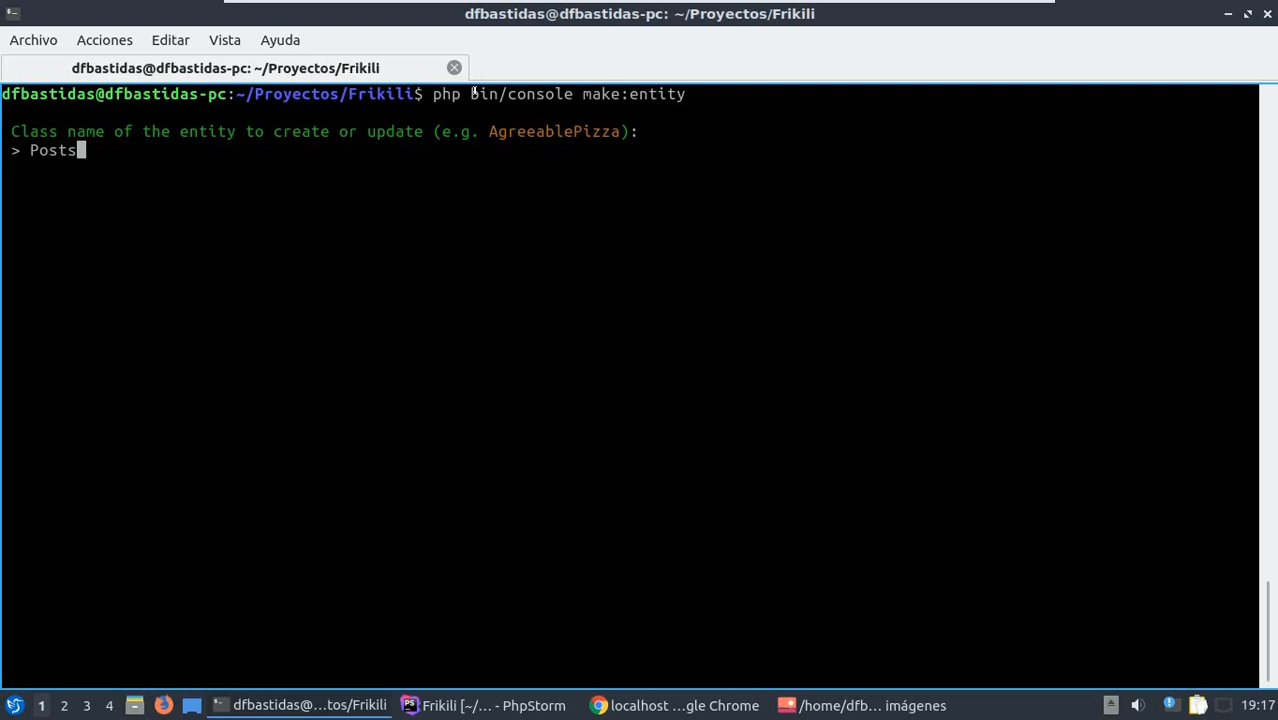 dfbastidas@dfbastidas-pc: ~/Proyectos/Frikili
Archivo Acciones Editar Vista Ayuda
dfbastidas@dfbastidas-pc: ~/Proyectos/Frikili
dfbastidas@dfbastidas-pc:~/Proyectos/Frikili$ php bin/console make:entity
Class name of the entity to create or update (e.g. AgreeablePizza):
> Posts
1 2 3 4 dfbastidas@...tos/Frikili PS Frikili [~/... - PhpStorm localhost ...gle Chrome /home/dfb... imágenes 19:17